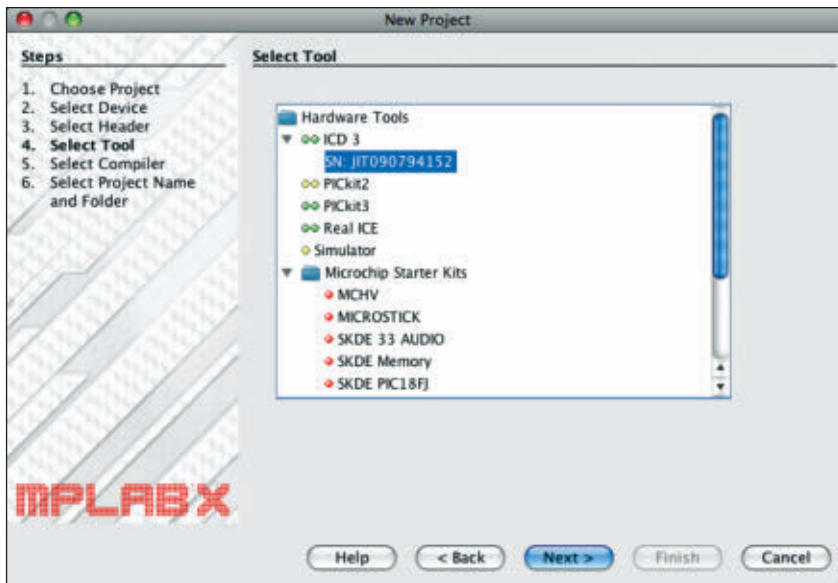 New Project
Steps
1. Choose Project
2. Select Device
3. Select Header
4. Select Tool
5. Select Compiler
6. Select Project Name
and Folder
Select Tool
Hardware Tools
ICD 3
SN: JIT090794152
PICkit2
PICkit3
Real ICE
Simulator
Microchip Starter Kits
MCHV
MICROSTICK
SKDE 33 AUDIO
SKDE Memory
SKDE PIC18FJ
MPLABX
Help
< Back
Next >
Finish
Cancel